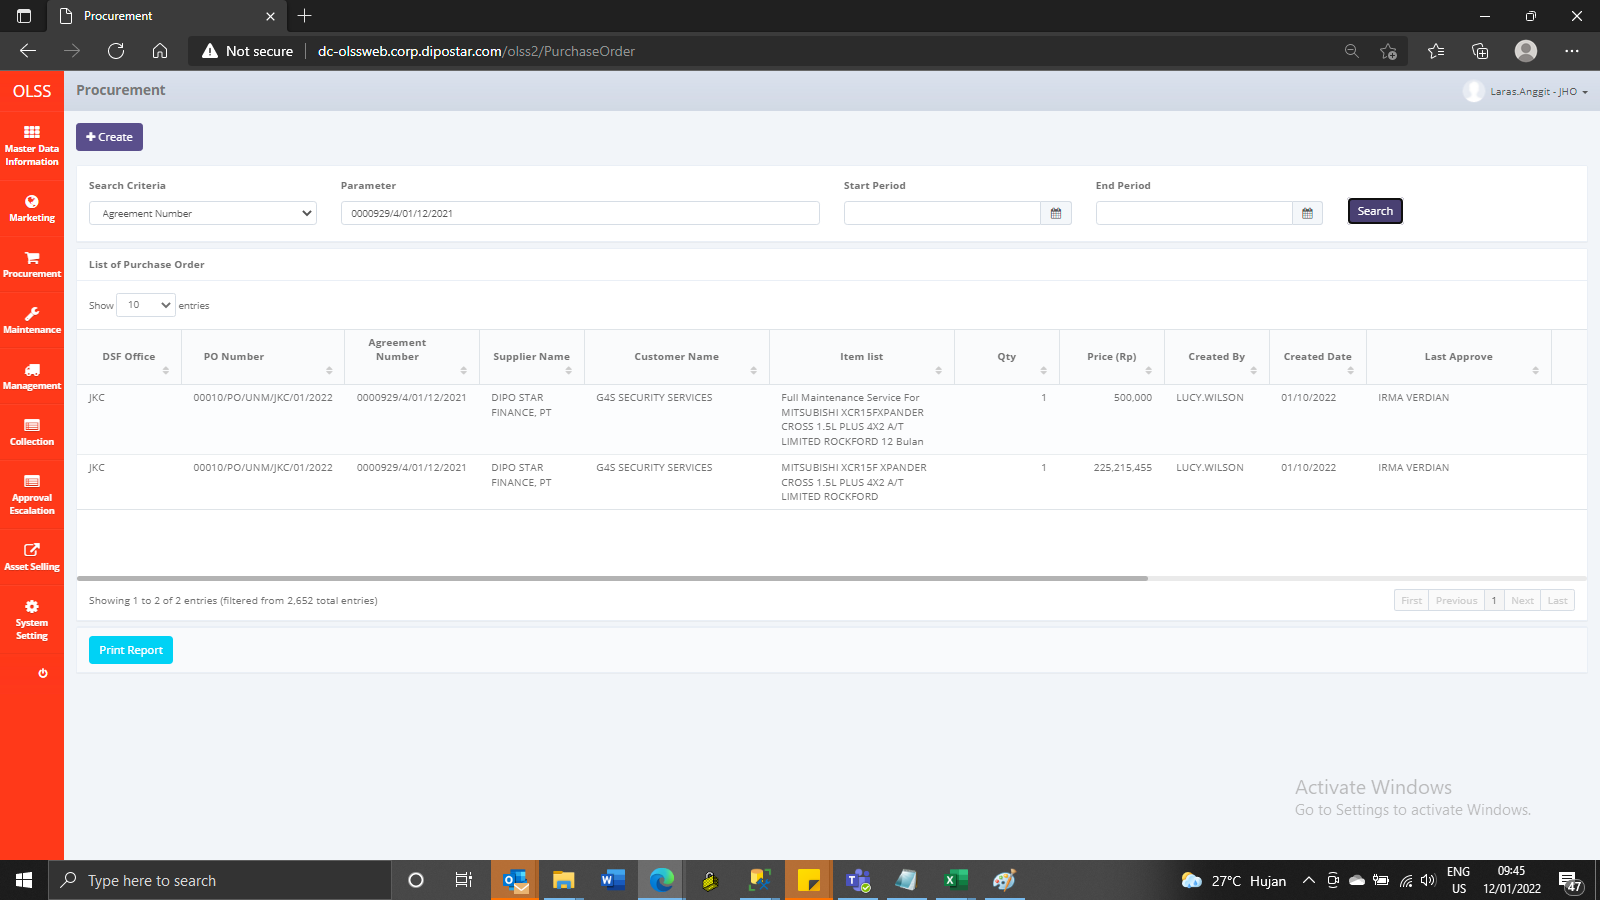 Procurement
Not secure
dc-olssweb.corp.dipostar.com/olss2/PurchaseOrder
OLSS
Procurement
Laras.Anggit - JHO
Create
Master Data
Information
Marketing
Procurement
Maintenance
Management
Collection
Approval
Escalation
Asset Selling
System
Setting
Search Criteria
Parameter
Start Period
End Period
Agreement Number
0000929/4/01/12/2021
Search
List of Purchase Order
Show 10 entries
DSF Office
PO Number
Agreement
Number
Supplier Name
Customer Name
Item list
Qty
Price (Rp)
Created By
Created Date
Last Approve
JKC
00010/PO/UNM/JKC/01/2022
0000929/4/01/12/2021
DIPO STAR
FINANCE, PT
G4S SECURITY SERVICES
Full Maintenance Service For
MITSUBISHI XCR15FXPANDER
CROSS 1.5L PLUS 4X2 A/T
LIMITED ROCKFORD 12 Bulan
1
500,000
LUCY.WILSON
01/10/2022
IRMA VERDIAN
JKC
00010/PO/UNM/JKC/01/2022
0000929/4/01/12/2021
DIPO STAR
FINANCE, PT
G4S SECURITY SERVICES
MITSUBISHI XCR15F XPANDER
CROSS 1.5L PLUS 4X2 A/T
LIMITED ROCKFORD
1
225,215,455
LUCY.WILSON
01/10/2022
IRMA VERDIAN
Showing 1 to 2 of 2 entries (filtered from 2,652 total entries)
First Previous 1 Next Last
Print Report
Activate Windows
Go to Settings to activate Windows.
Type here to search
27°C Hujan
ENG
US
09:45
12/01/2022
47